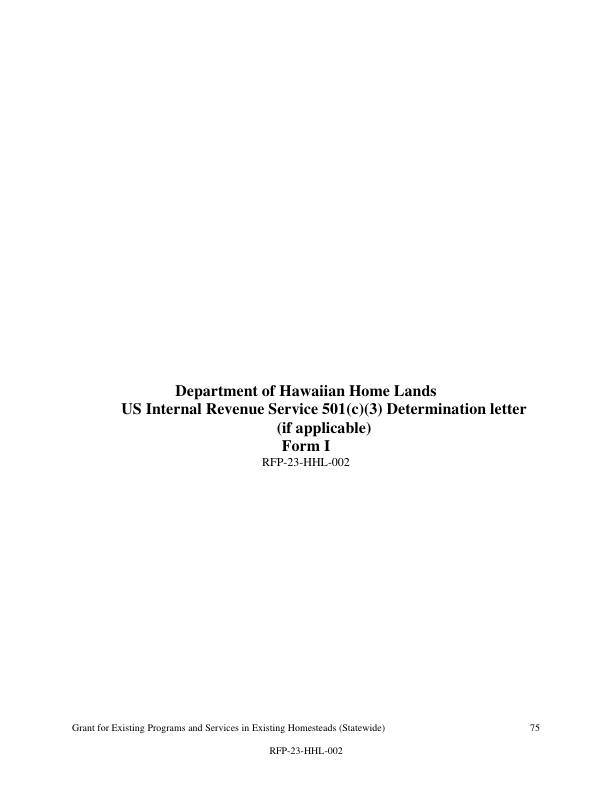 Department of Hawaiian Home Lands
US Internal Revenue Service 501(c)(3) Determination letter
(if applicable)
Form I
RFP-23-HHL-002
Grant for Existing Programs and Services in Existing Homesteads (Statewide) 75
RFP-23-HHL-002